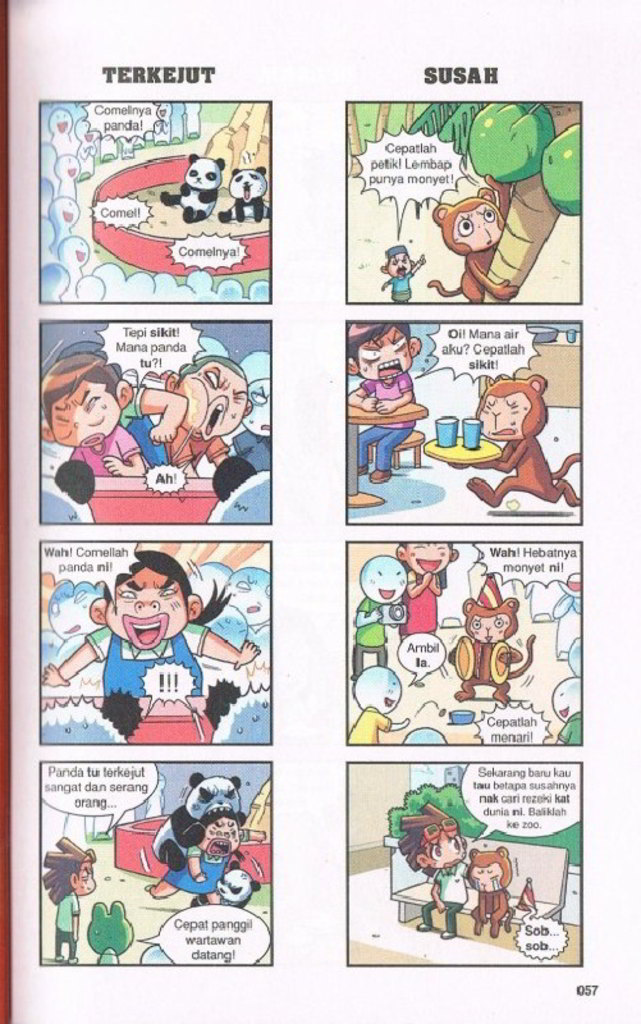 TERKEJUT
Comelnya
panda!
Comel!
Comelnya!
Tepi sikit!
Mana panda
tu?!
Ah!
Wah! Comellah
panda ni!
!!!
Panda tu terkejut
sangat dan serang
orang...
Cepat panggil
wartawan
datang!
SUSAH
Cepatlah
petik! Lembap
punya monyet!
Oi! Mana air
aku? Cepatlah
sikit!
Wah! Hebatnya
monyet ni!
Ambil
la.
Cepatlah
menari!
Sekarang baru kau
tau betapa susahnya
nak cari rezeki kat
dunia ni. Baliklah
ke zoo.
Sob...
sob...
057